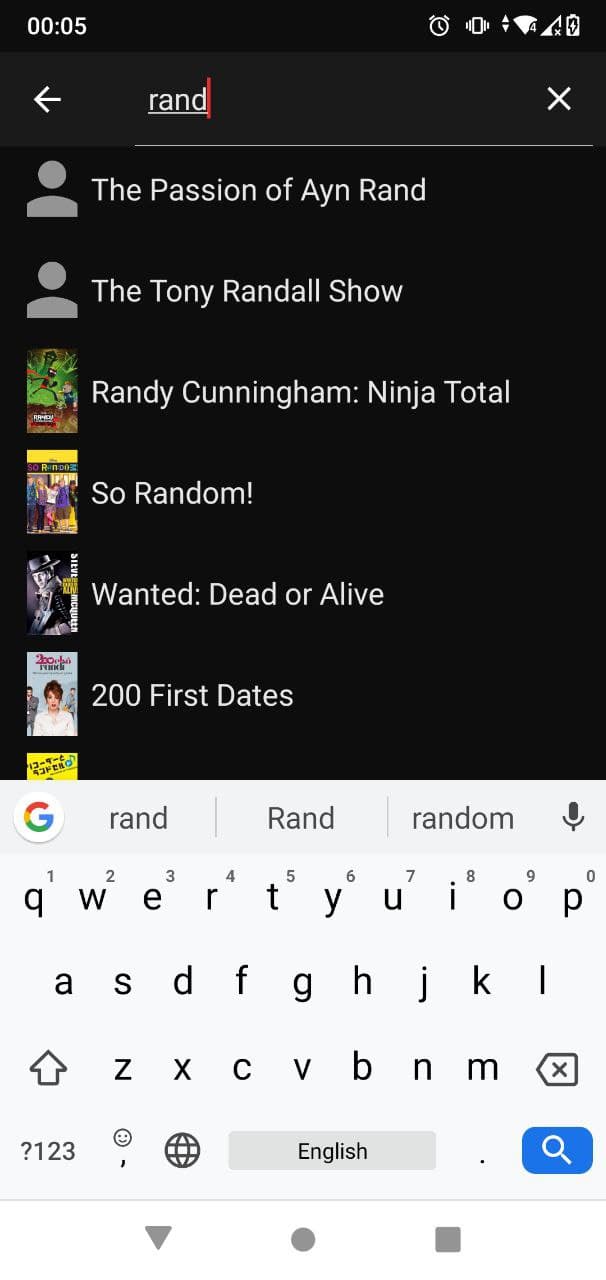 00:05
4
rand
The Passion of Ayn Rand
The Tony Randall Show
Randy Cunningham: Ninja Total
So Random!
Wanted: Dead or Alive
200 First Dates
rand Rand random
1 2 3 4 5 6 7 8 9 0
q w e r t y u i o p
a s d f g h j k l
z x c v b n m
?123 , English .